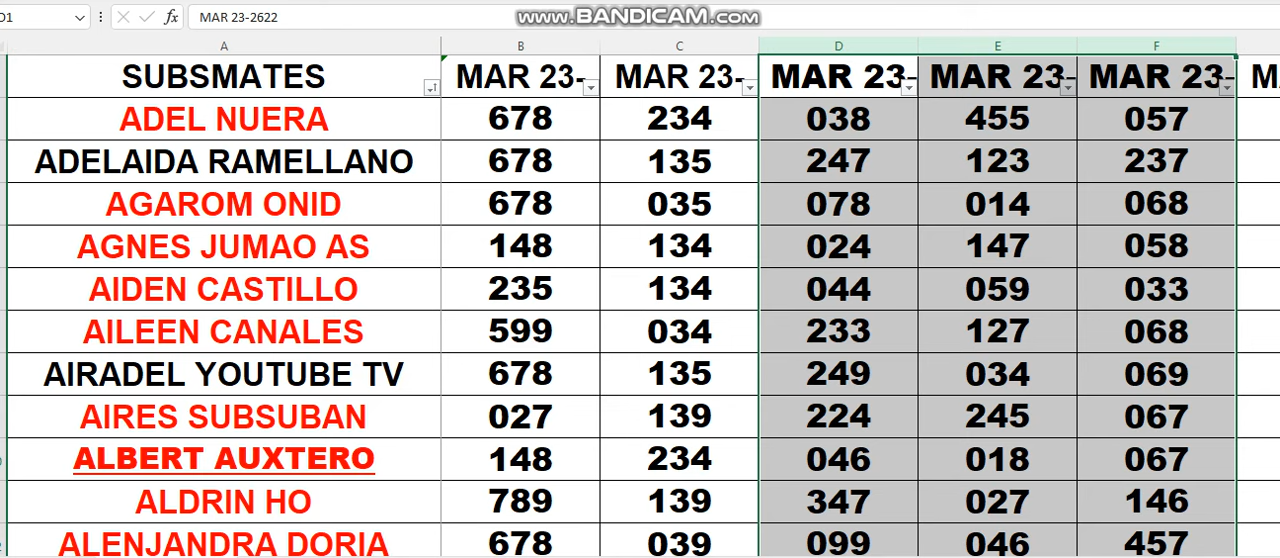 D1 fx MAR 23-2622
www.BANDICAM.com
A B C D E F
SUBSMATES MAR 23- MAR 23- MAR 23- MAR 23- MAR 23- MA
ADEL NUERA 678 234 038 455 057
ADELAIDA RAMELLANO 678 135 247 123 237
AGAROM ONID 678 035 078 014 068
AGNES JUMAO AS 148 134 024 147 058
AIDEN CASTILLO 235 134 044 059 033
AILEEN CANALES 599 034 233 127 068
AIRADEL YOUTUBE TV 678 135 249 034 069
AIRES SUBSUBAN 027 139 224 245 067
ALBERT AUXTERO 148 234 046 018 067
ALDRIN HO 789 139 347 027 146
ALENJANDRA DORIA 678 039 099 046 457